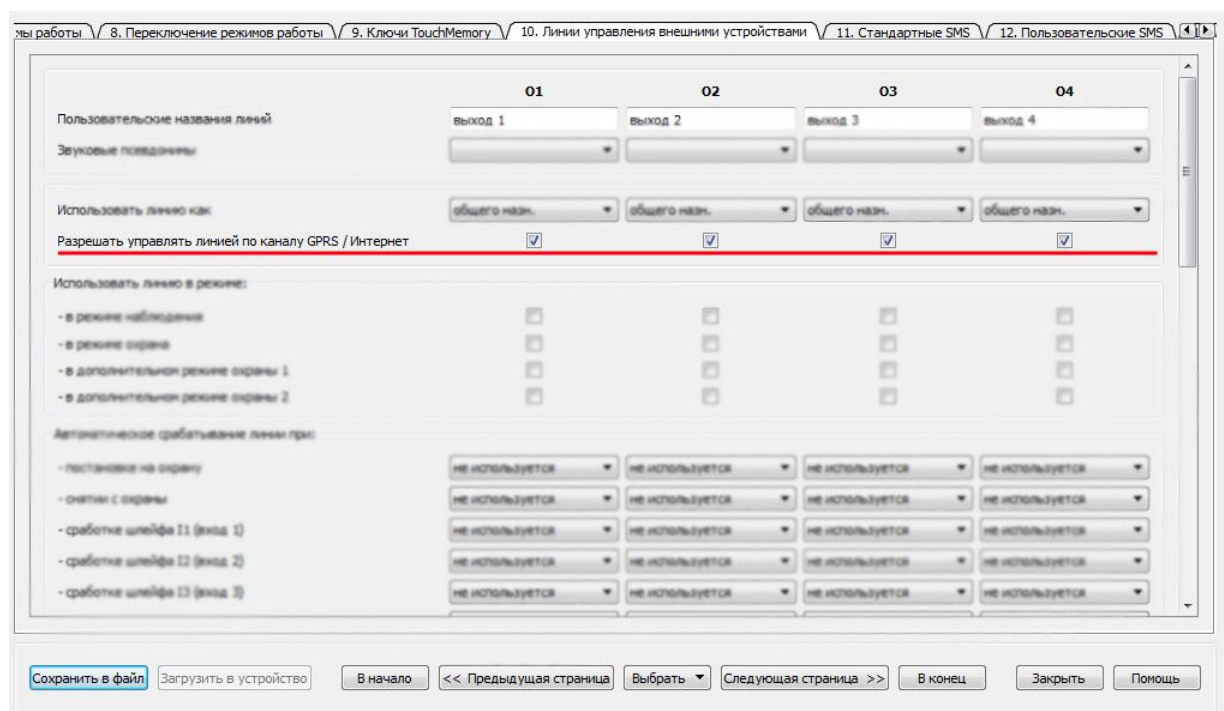 мы работы 8. Переключение режимов работы 9. Ключи TouchMemory 10. Линии управления внешними устройствами 11. Стандартные SMS 12. Пользовательские SMS
O1 O2 O3 O4
Пользовательские названия линий выход 1 выход 2 выход 3 выход 4
Звуковые псевдонимы
Использовать линию как общего назн. общего назн. общего назн. общего назн.
Разрешать управлять линией по каналу GPRS / Интернет
Использовать линию в режиме:
- в режиме наблюдения
- в режиме охрана
- в дополнительном режиме охраны 1
- в дополнительном режиме охраны 2
Автоматическое срабатывание линии при:
- постановке на охрану не используется не используется не используется не используется
- снятии с охраны не используется не используется не используется не используется
- сработке шлейфа I1 (вход 1) не используется не используется не используется не используется
- сработке шлейфа I2 (вход 2) не используется не используется не используется не используется
- сработке шлейфа I3 (вход 3) не используется не используется не используется не используется
Сохранить в файл Загрузить в устройство В начало << Предыдущая страница Выбрать Следующая страница >> В конец Закрыть Помощь